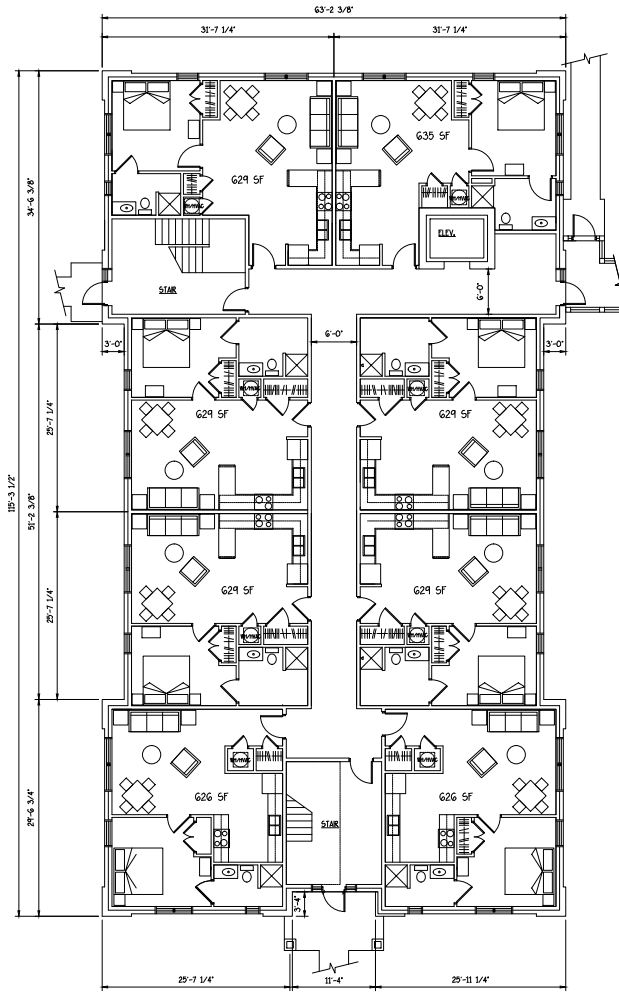 63'-2 3/8"
31'-7 1/4"
31'-7 1/4"
635 SF
629 SF
W/HVAC
34'-6 3/8"
ELEV.
STAIR
6'-0"
3'-0"
6'-0"
3'-0"
629 SF
629 SF
25'-7 1/4"
115'-3 1/2"
51'-2 3/8"
629 SF
629 SF
25'-7 1/4"
626 SF
626 SF
29'-6 3/4"
STAIR
3'-4"
25'-7 1/4"
11'-4"
25'-11 1/4"